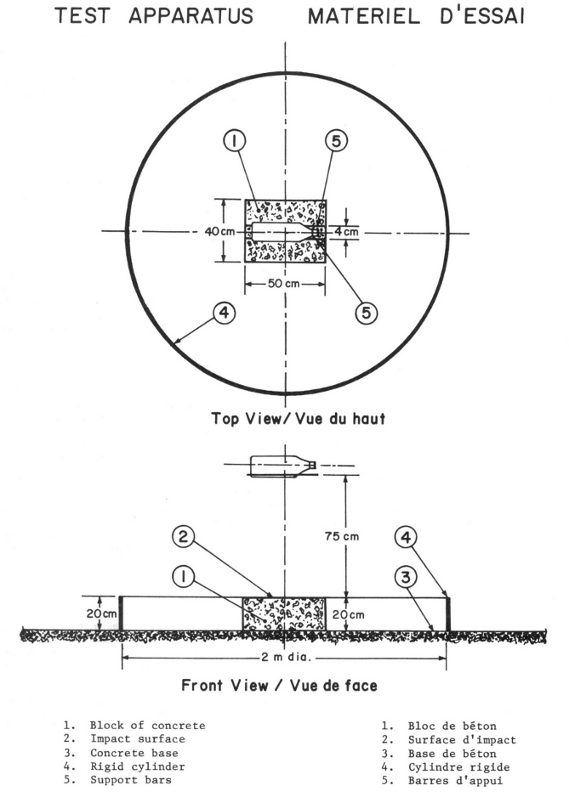 TEST APPARATUS MATERIEL D'ESSAI
1 5
40 cm 4 cm
50 cm
4 5
Top View / Vue du haut
75 cm
2 4
1 3
20 cm 20 cm
2 m dia.
Front View / Vue de face
1. Block of concrete
2. Impact surface
3. Concrete base
4. Rigid cylinder
5. Support bars
1. Bloc de béton
2. Surface d'impact
3. Base de béton
4. Cylindre rigide
5. Barres d'appui